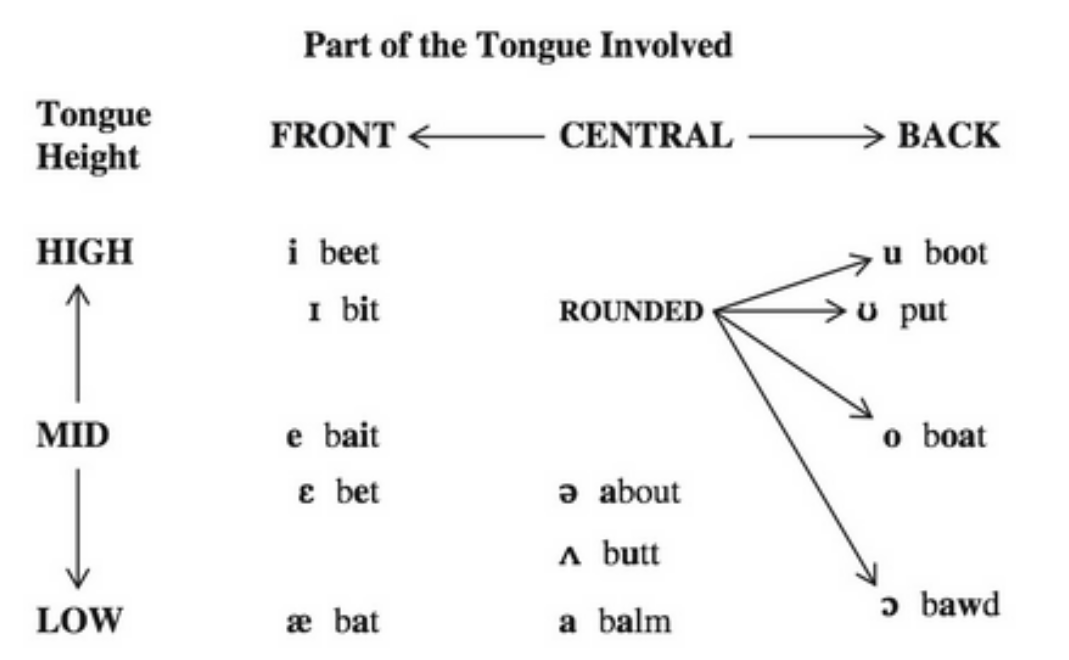 Part of the Tongue Involved
Tongue
Height
FRONT CENTRAL BACK
HIGH i beet u boot
ɪ bit ROUNDED ʊ put
MID e bait o boat
ɛ bet ə about
ʌ butt
LOW æ bat a balm ɔ bawd